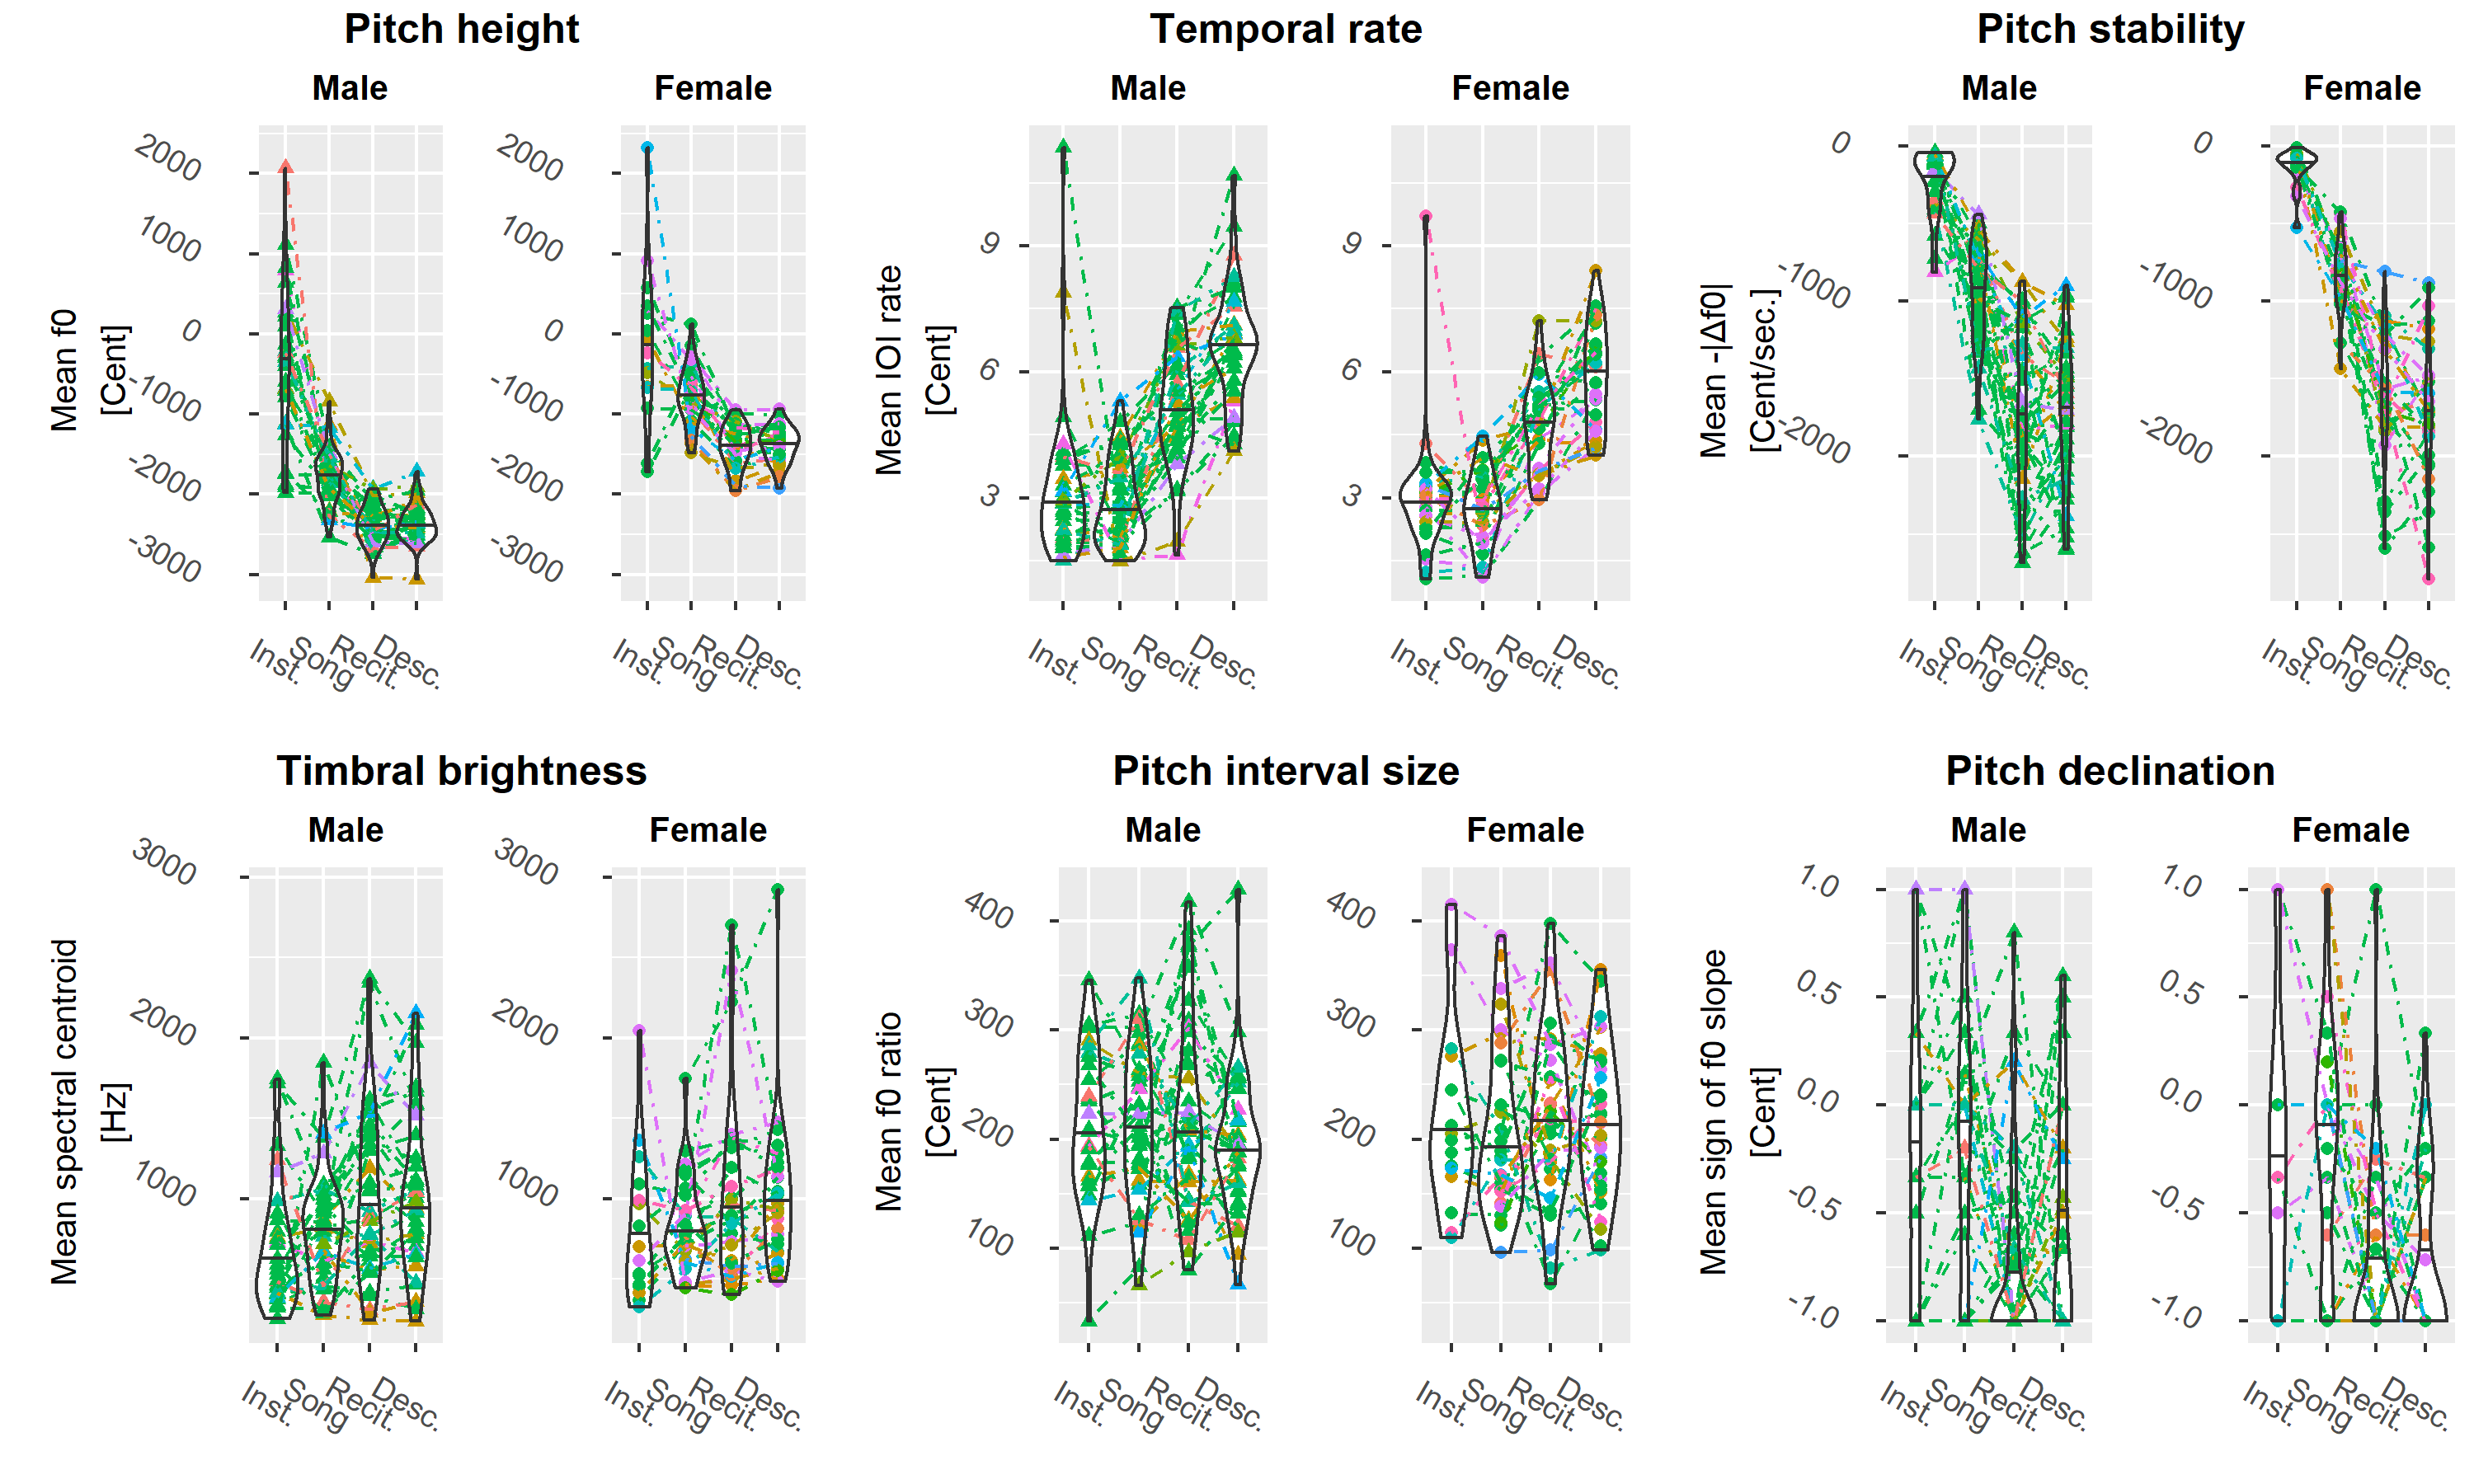 Pitch height
Temporal rate
Pitch stability
Male
Female
Male
Female
Male
Female
Mean f0
[Cent]
2000
1000
0
-1000
-2000
-3000
2000
1000
0
-1000
-2000
-3000
Inst.
Song
Recit.
Desc.
Inst.
Song
Recit.
Desc.
Mean IOI rate
[Cent]
9
6
3
9
6
3
Inst.
Song
Recit.
Desc.
Inst.
Song
Recit.
Desc.
Mean -|Δf0|
[Cent/sec.]
0
-1000
-2000
0
-1000
-2000
Inst.
Song
Recit.
Desc.
Inst.
Song
Recit.
Desc.
Timbral brightness
Pitch interval size
Pitch declination
Male
Female
Male
Female
Male
Female
Mean spectral centroid
[Hz]
3000
2000
1000
3000
2000
1000
Inst.
Song
Recit.
Desc.
Inst.
Song
Recit.
Desc.
Mean f0 ratio
[Cent]
400
300
200
100
400
300
200
100
Inst.
Song
Recit.
Desc.
Inst.
Song
Recit.
Desc.
Mean sign of f0 slope
[Cent]
1.0
0.5
0.0
-0.5
-1.0
1.0
0.5
0.0
-0.5
-1.0
Inst.
Song
Recit.
Desc.
Inst.
Song
Recit.
Desc.